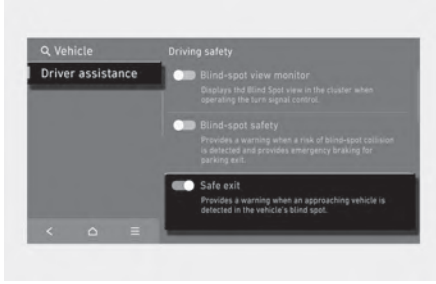 Vehicle
Driving safety
Driver assistance
Blind-spot view monitor
Displays thd Blind Spot view in the cluster when
operating the turn signal control.
Blind-spot safety
Provides a warning when a risk of blind-spot collision
is detected and provides emergency braking for
parking exit.
Safe exit
Provides a warning when an approaching vehicle is
detected in the vehicle's blind spot.